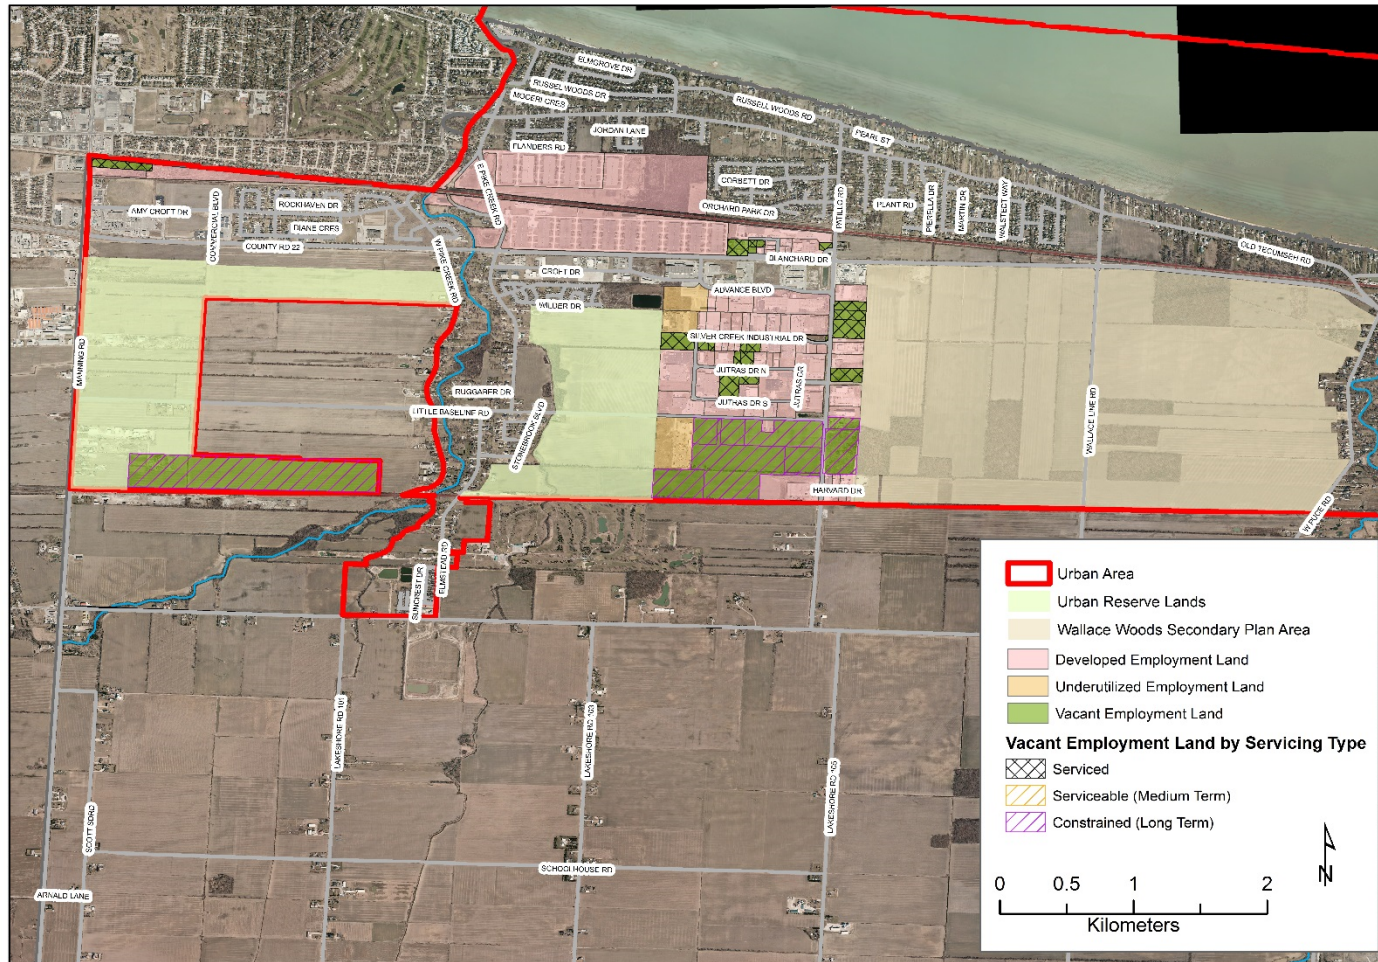 ELMGROVE DR
RUSSEL WOODS DR
MOCERI CRES
RUSSELL WOODS RD
JORDAN LANE
PEARL ST
FLANDERS RD
E PIKE CREEK RD
CORBETT DR
ORCHARD PARK DR
PATILLO RD
PLANT RD
PIERELLA DR
MARTIN DR
WALSTECT WAY
AMY CROFT DR
COMMERCIAL BLVD
ROCKHAVEN DR
DIANE CRES
COUNTY RD 22
W PIKE CREEK RD
OLD TECUMSEH RD
BLANCHARD DR
CROFT DR
ADVANCE BLVD
WILDER DR
SILVER CREEK INDUSTRIAL DR
MANNING RD
JUTRAS DR N
JUTRAS DR
JUTRAS DR S
RUGGABER DR
LITTLE BASELINE RD
STONEBROOK BLVD
WALLACE LINE RD
HARVARD DR
W PUCE RD
ELMSTEAD RD
SUNCREST DR
LAKESHORE RD 101
LAKESHORE RD 103
LAKESHORE RD 105
SCOTT SDRD
SCHOOLHOUSE RD
ARNALD LANE
Urban Area
Urban Reserve Lands
Wallace Woods Secondary Plan Area
Developed Employment Land
Underutilized Employment Land
Vacant Employment Land
Vacant Employment Land by Servicing Type
Serviced
Serviceable (Medium Term)
Constrained (Long Term)
N
0 0.5 1 2
Kilometers